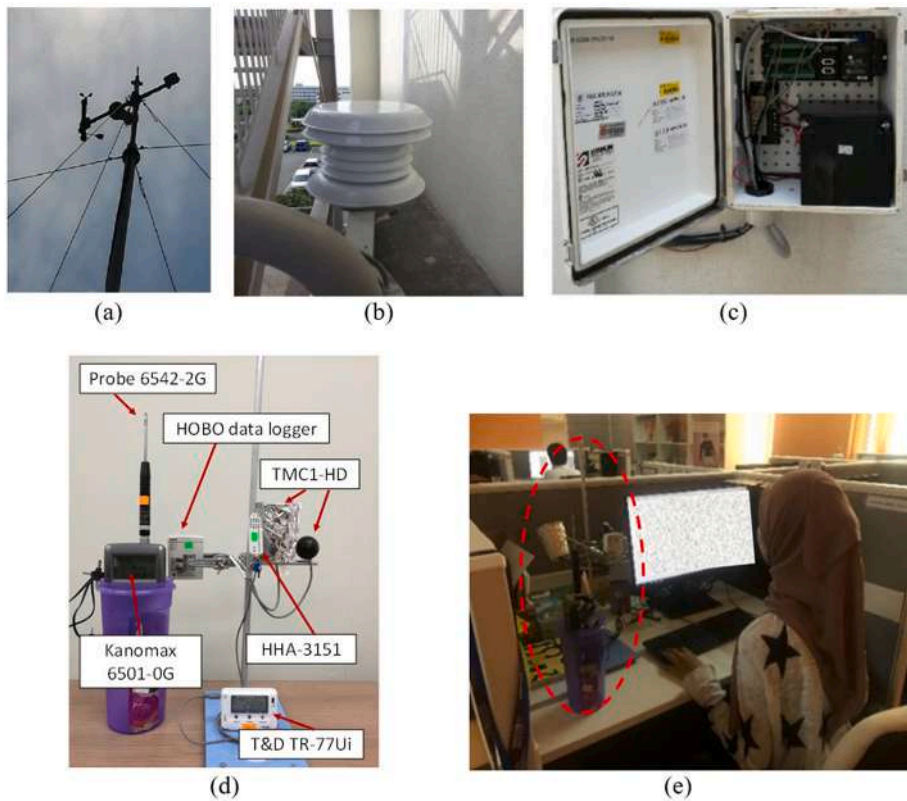 (a)
(b)
(c)
Probe 6542-2G
HOBO data logger
TMC1-HD
Kanomax
6501-0G
HHA-3151
T&D TR-77Ui
(d)
(e)